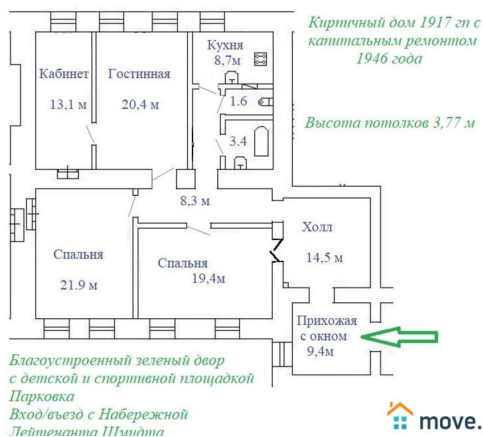 Кирпичный дом 1917 гп с
капитальным ремонтом
1946 года
Кухня
8,7м
Кабинет
13,1 м
Гостинная
20,4 м
1.6
Высота потолков 3,77 м
3.4
8,3 м
Холл
14,5 м
Спальня
21.9 м
Спальня
19,4м
Прихожая
с окном
9,4м
Благоустроенный зеленый двор
с детской и спортивной площадкой
Парковка
Вход/въезд с Набережной
Лейтенанта Шмидта
move.